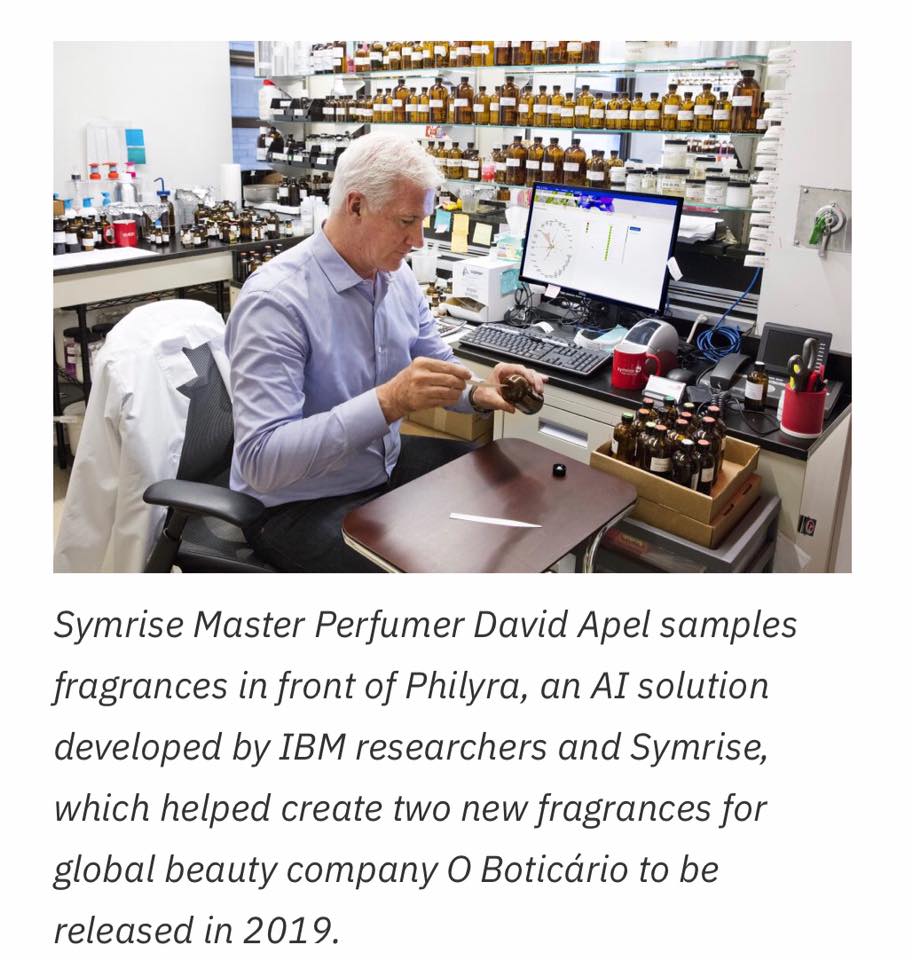 Symrise Master Perfumer David Apel samples
fragrances in front of Philyra, an AI solution
developed by IBM researchers and Symrise,
which helped create two new fragrances for
global beauty company O Boticário to be
released in 2019.